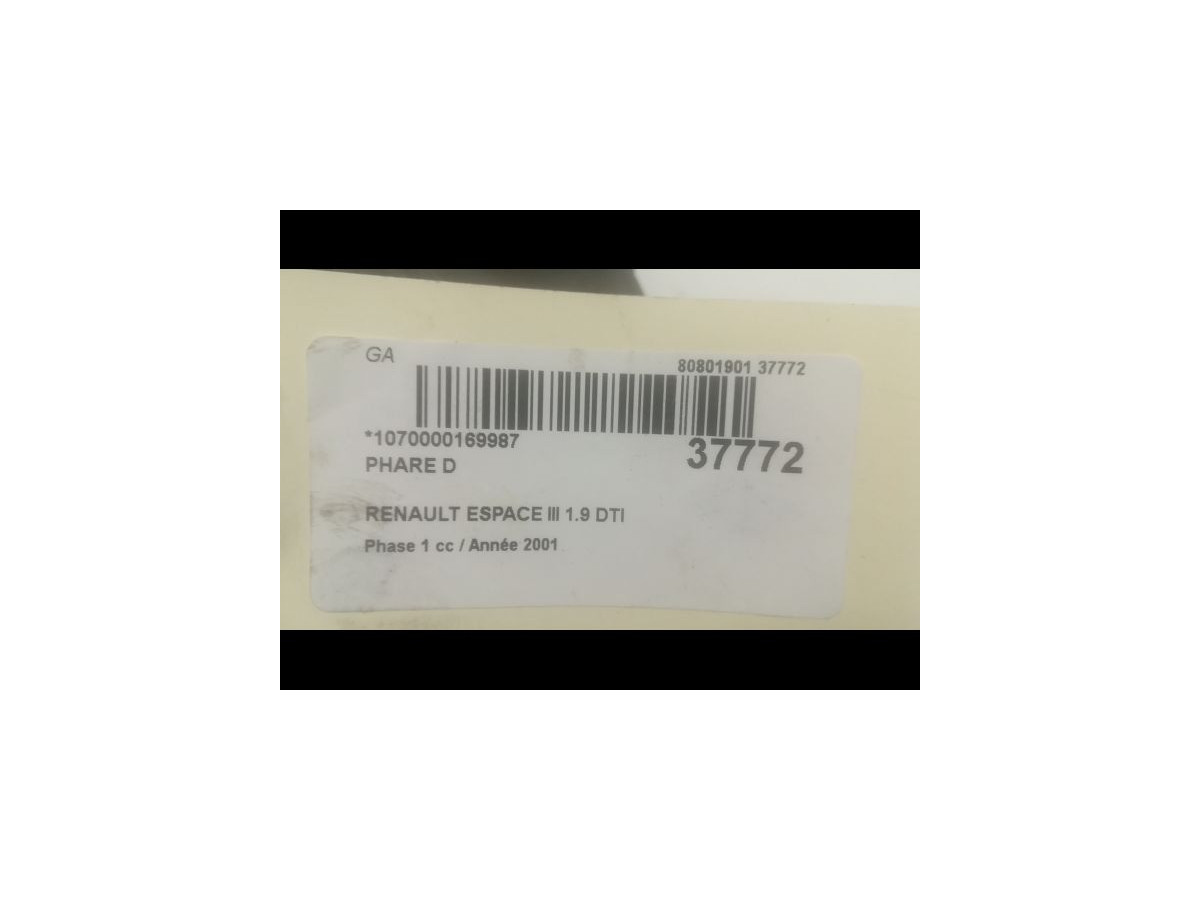 GA
80801901 37772
*1070000169987
37772
PHARE D
RENAULT ESPACE III 1.9 DTI
Phase 1 cc / Année 2001